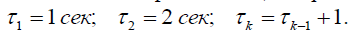 τ₁ = 1 сек; τ₂ = 2 сек; τₖ = τₖ₋₁ + 1.